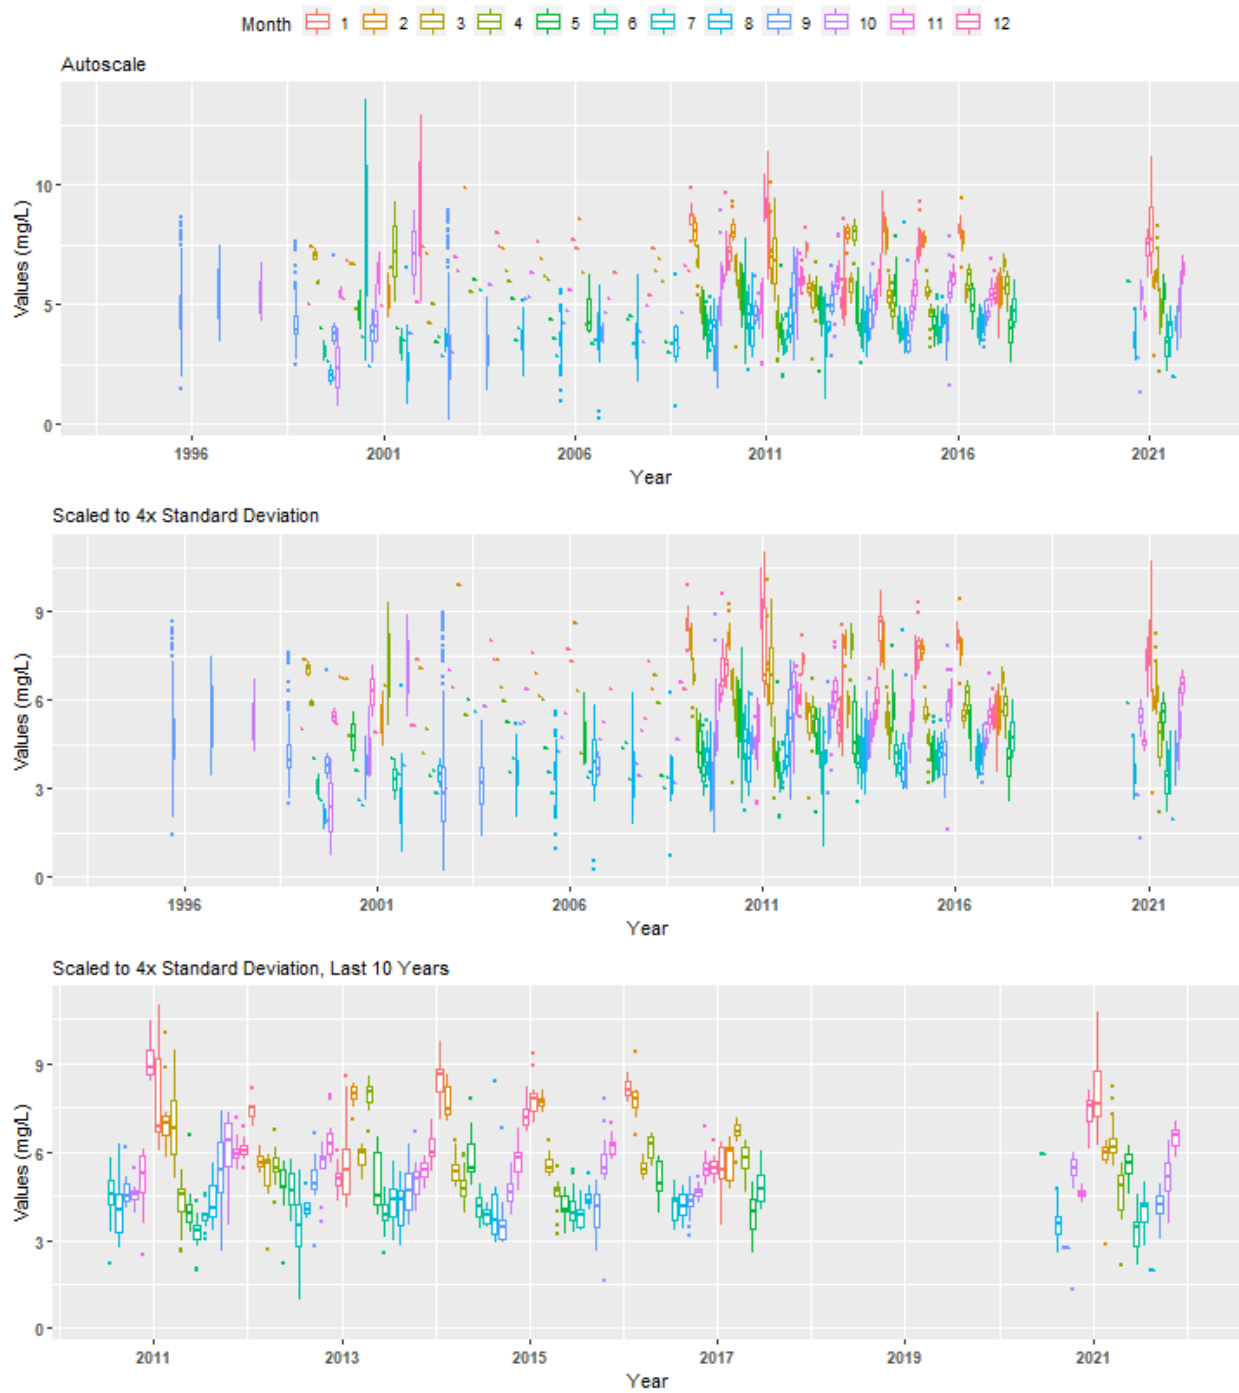 Month 1 2 3 4 5 6 7 8 9 10 11 12
Autoscale
Values (mg/L)
10
5
0
1996 2001 2006 2011 2016 2021
Year
Scaled to 4x Standard Deviation
Values (mg/L)
9
6
3
0
1996 2001 2006 2011 2016 2021
Year
Scaled to 4x Standard Deviation, Last 10 Years
Values (mg/L)
9
6
3
0
2011 2013 2015 2017 2019 2021
Year